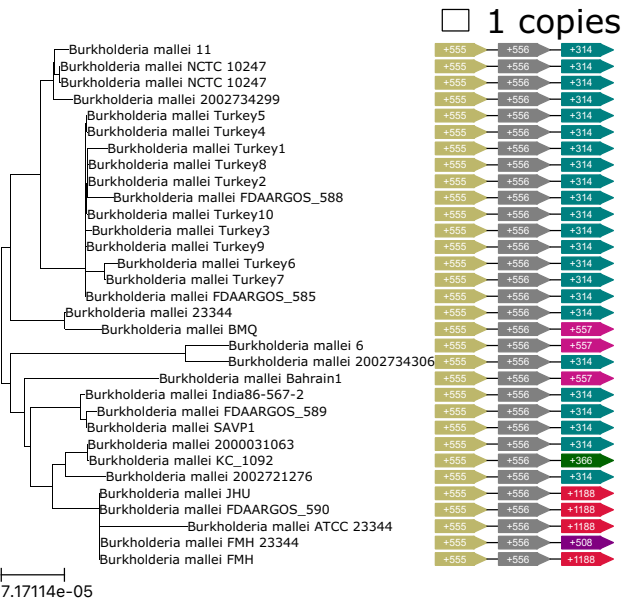 1 copies
Burkholderia mallei 11 +555 +556 +314
Burkholderia mallei NCTC 10247 +555 +556 +314
Burkholderia mallei NCTC 10247 +555 +556 +314
Burkholderia mallei 2002734299 +555 +556 +314
Burkholderia mallei Turkey5 +555 +556 +314
Burkholderia mallei Turkey4 +555 +556 +314
Burkholderia mallei Turkey1 +555 +556 +314
Burkholderia mallei Turkey8 +555 +556 +314
Burkholderia mallei Turkey2 +555 +556 +314
Burkholderia mallei FDAARGOS_588 +555 +556 +314
Burkholderia mallei Turkey10 +555 +556 +314
Burkholderia mallei Turkey3 +555 +556 +314
Burkholderia mallei Turkey9 +555 +556 +314
Burkholderia mallei Turkey6 +555 +556 +314
Burkholderia mallei Turkey7 +555 +556 +314
Burkholderia mallei FDAARGOS_585 +555 +556 +314
Burkholderia mallei 23344 +555 +556 +314
Burkholderia mallei BMQ +555 +556 +557
Burkholderia mallei 6 +555 +556 +557
Burkholderia mallei 2002734306 +555 +556 +314
Burkholderia mallei Bahrain1 +555 +556 +557
Burkholderia mallei India86-567-2 +555 +556 +314
Burkholderia mallei FDAARGOS_589 +555 +556 +314
Burkholderia mallei SAVP1 +555 +556 +314
Burkholderia mallei 2000031063 +555 +556 +314
Burkholderia mallei KC_1092 +555 +556 +366
Burkholderia mallei 2002721276 +555 +556 +314
Burkholderia mallei JHU +555 +556 +1188
Burkholderia mallei FDAARGOS_590 +555 +556 +1188
Burkholderia mallei ATCC 23344 +555 +556 +1188
Burkholderia mallei FMH 23344 +555 +556 +508
Burkholderia mallei FMH +555 +556 +1188
7.17114e-05